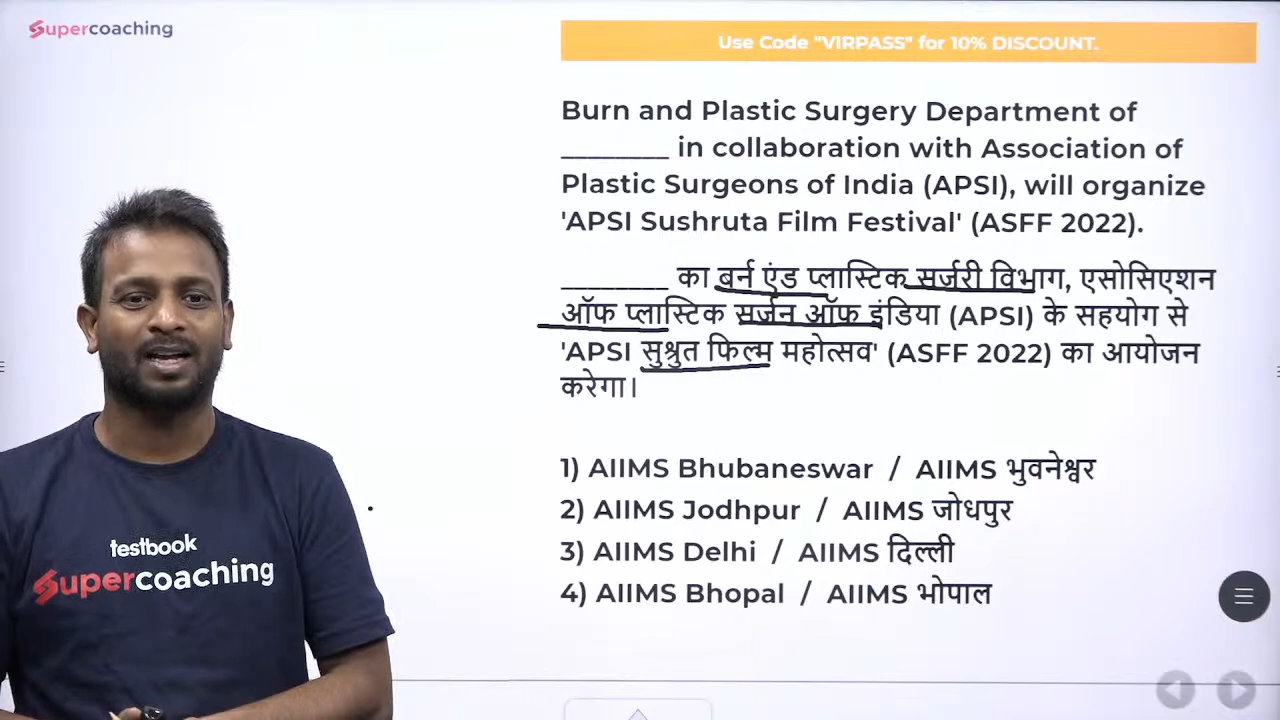 Supercoaching
Use Code "VIRPASS" for 10% DISCOUNT.
Burn and Plastic Surgery Department of
________ in collaboration with Association of
Plastic Surgeons of India (APSI), will organize
'APSI Sushruta Film Festival' (ASFF 2022).
________ का बर्न एंड प्लास्टिक सर्जरी विभाग, एसोसिएशन
ऑफ प्लास्टिक सर्जन ऑफ इंडिया (APSI) के सहयोग से
'APSI सुश्रुत फिल्म महोत्सव' (ASFF 2022) का आयोजन
करेगा।
1) AIIMS Bhubaneswar / AIIMS भुवनेश्वर
2) AIIMS Jodhpur / AIIMS जोधपुर
3) AIIMS Delhi / AIIMS दिल्ली
4) AIIMS Bhopal / AIIMS भोपाल
testbook
Supercoaching